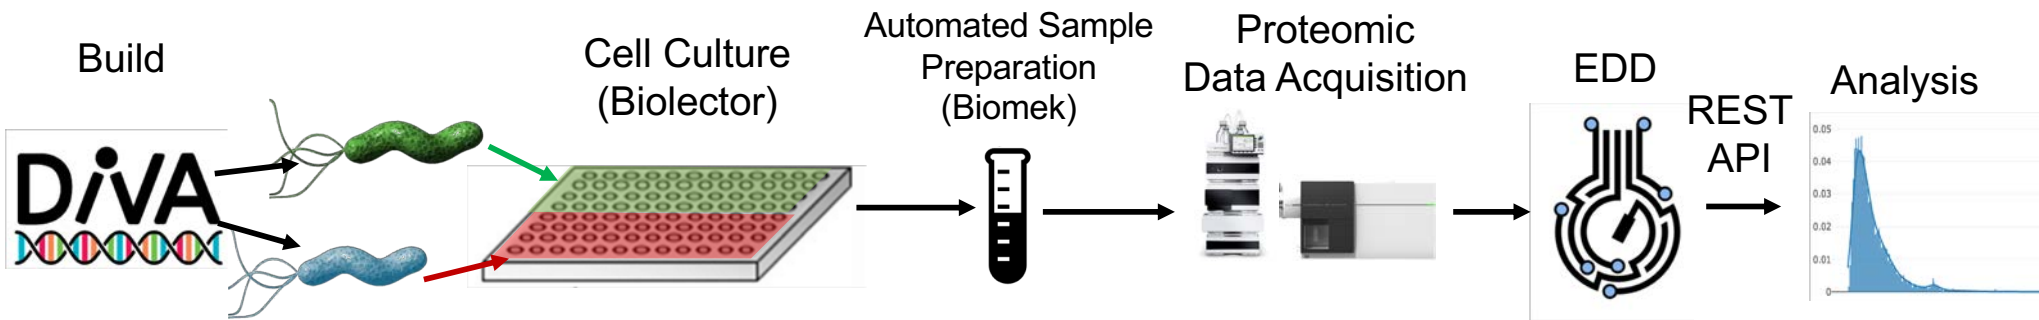 Build
DiVA
Cell Culture
(Biolector)
Automated Sample
Preparation
(Biomek)
Proteomic
Data Acquisition
EDD
REST
API
Analysis
0.05
0.04
0.03
0.02
0.01
0